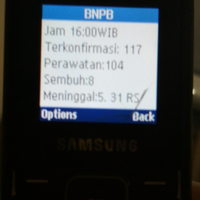 BNPB
Jam 16:00WIB
Terkonfirmasi: 117
Perawatan:104
Sembuh:8
Meninggal:5. 31 RS
Options Back
SAMSUNG